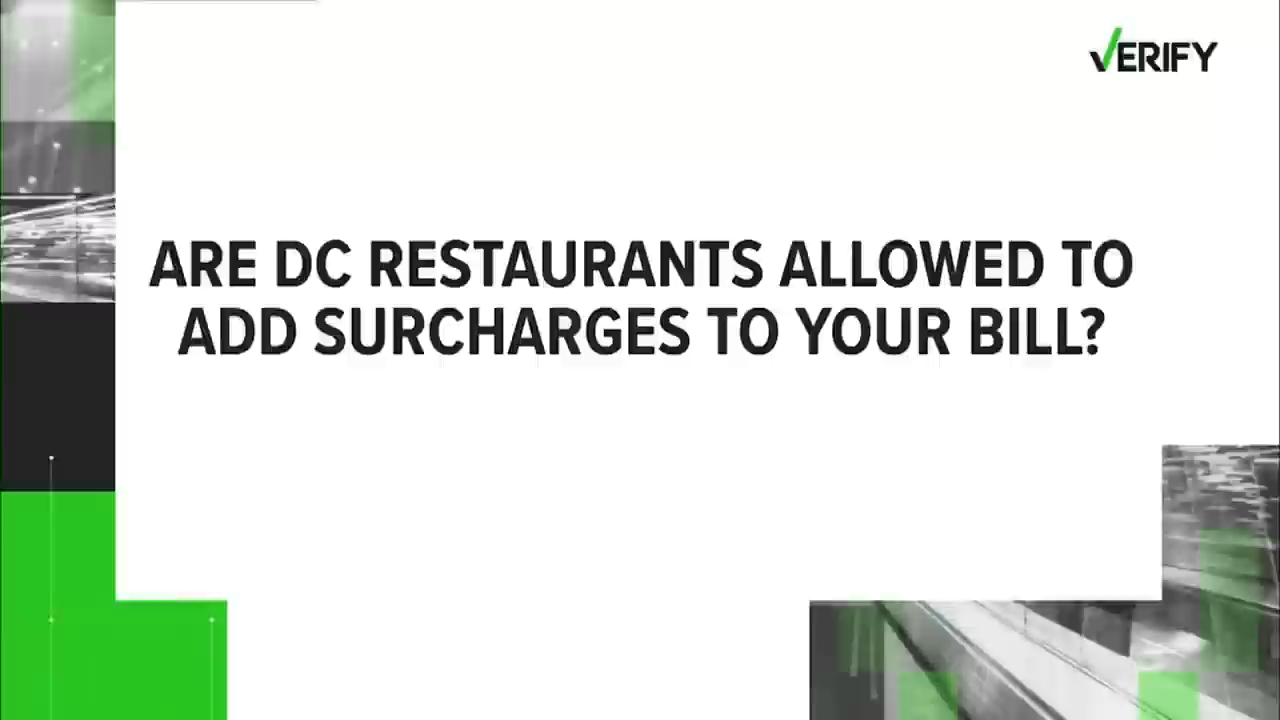 VERIFY
ARE DC RESTAURANTS ALLOWED TO
ADD SURCHARGES TO YOUR BILL?